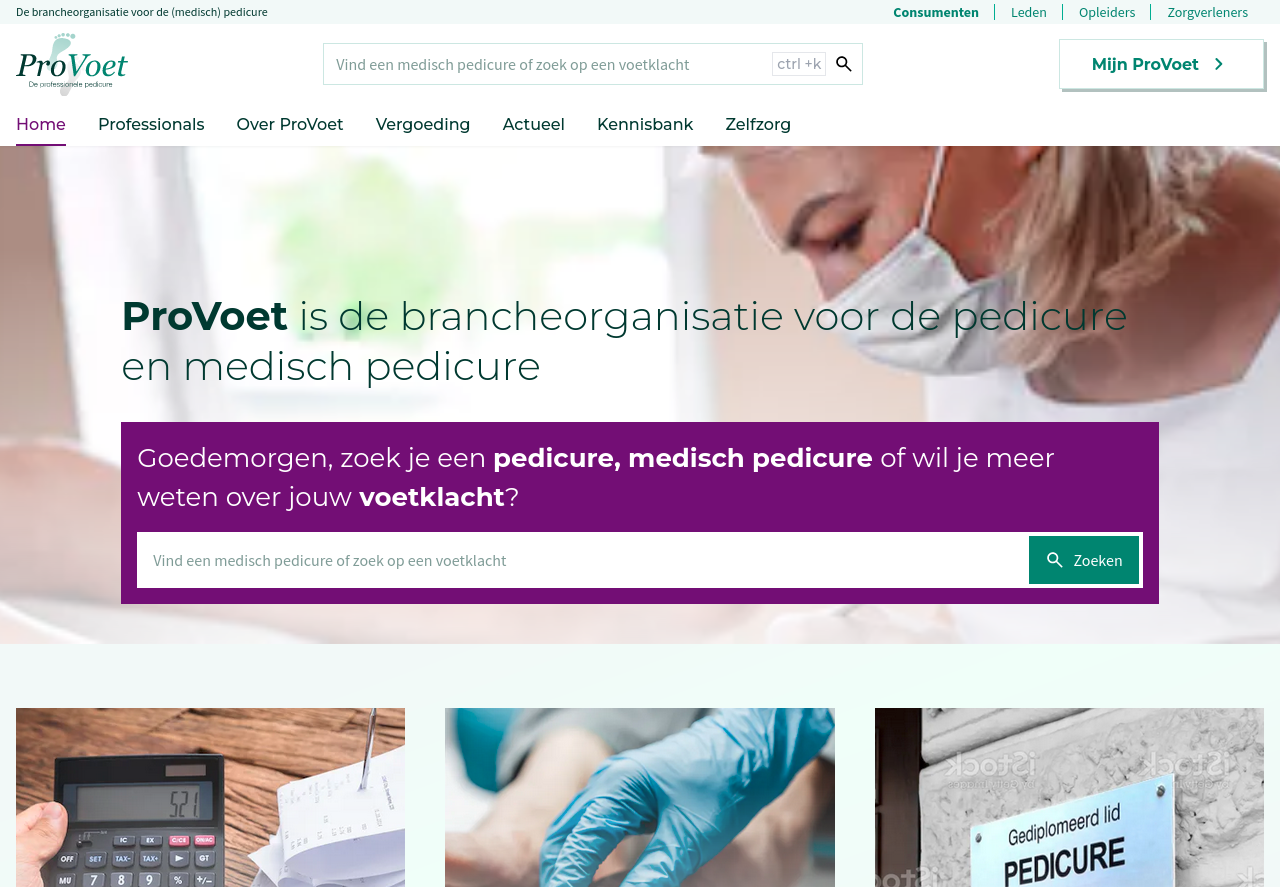 De brancheorganisatie voor de (medisch) pedicure
Consumenten
Leden
Opleiders
Zorgverleners
ProVoet
De professionele pedicure
Vind een medisch pedicure of zoek op een voetklacht
ctrl +k
Mijn ProVoet
Home
Professionals
Over ProVoet
Vergoeding
Actueel
Kennisbank
Zelfzorg
ProVoet is de brancheorganisatie voor de pedicure
en medisch pedicure
Goedemorgen, zoek je een pedicure, medisch pedicure of wil je meer
weten over jouw voetklacht?
Vind een medisch pedicure of zoek op een voetklacht
Zoeken
IC EX C/CE ON/AC
OFF SET TAX- TAX+ GT
MU 7 8 9 % +/−
iStock
iStock
Gediplomeerd lid
PEDICURE